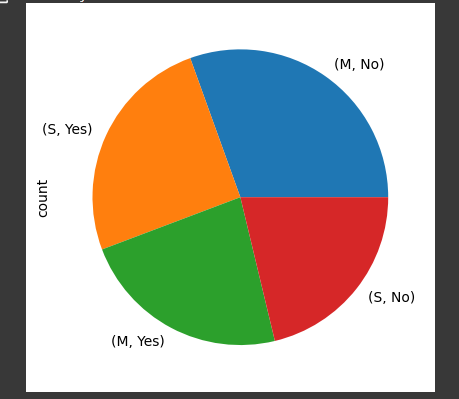 (M, No)
(S, Yes)
count
(S, No)
(M, Yes)